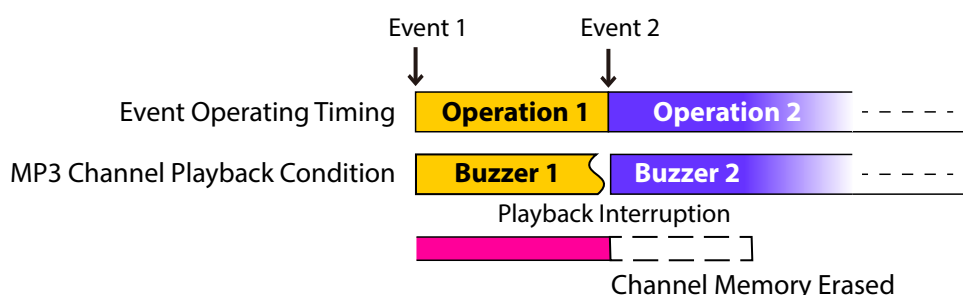 Event 1 Event 2
Event Operating Timing Operation 1 Operation 2
MP3 Channel Playback Condition Buzzer 1 Buzzer 2
Playback Interruption
Channel Memory Erased